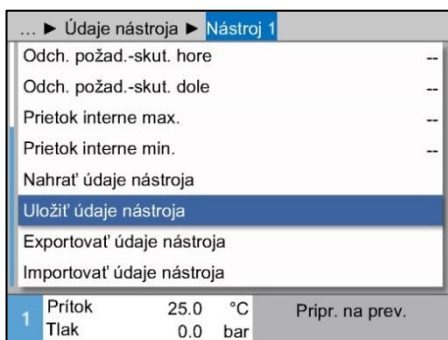 ... ► Údaje nástroja ► Nástroj 1
Odch. požad.-skut. hore --
Odch. požad.-skut. dole --
Prietok interne max. --
Prietok interne min. --
Nahrať údaje nástroja
Uložiť údaje nástroja
Exportovať údaje nástroja
Importovať údaje nástroja
1 Prítok 25.0 °C Pripr. na prev.
Tlak 0.0 bar